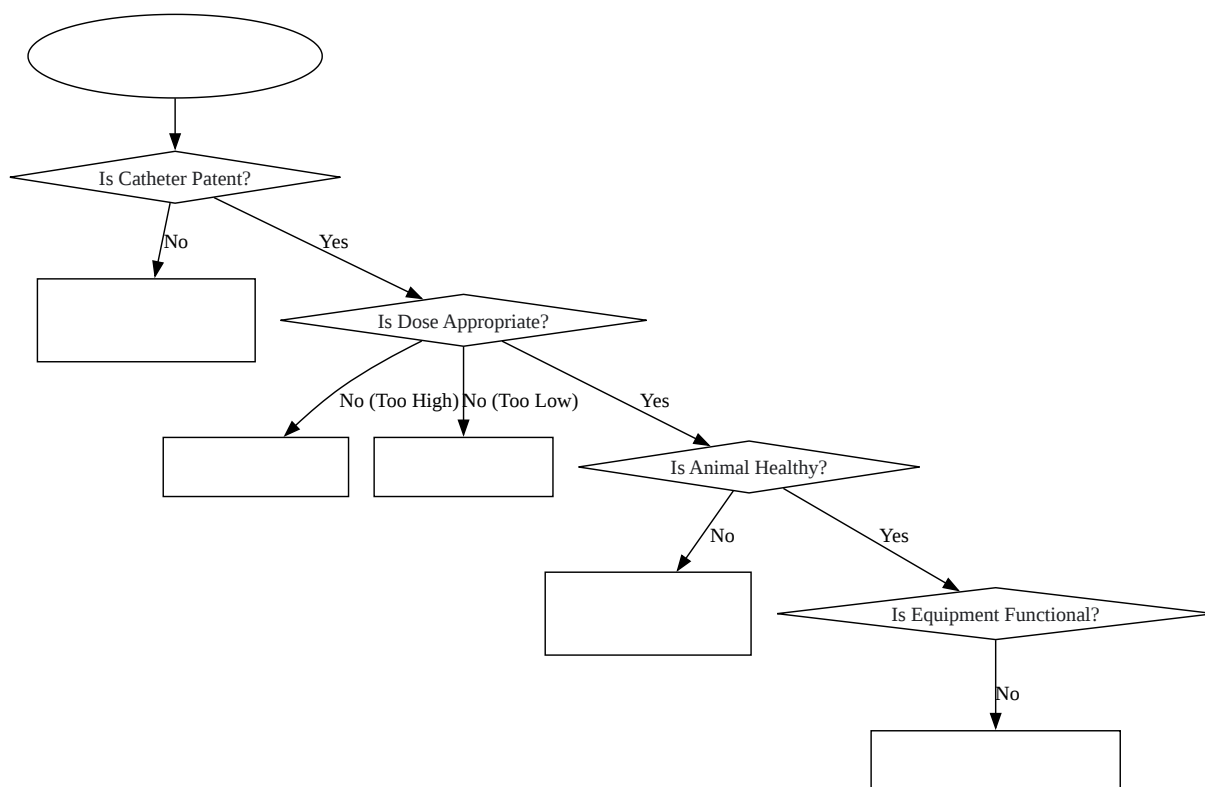 Is Catheter Patent?
No
Yes
Is Dose Appropriate?
No (Too High)
No (Too Low)
Yes
Is Animal Healthy?
No
Yes
Is Equipment Functional?
No